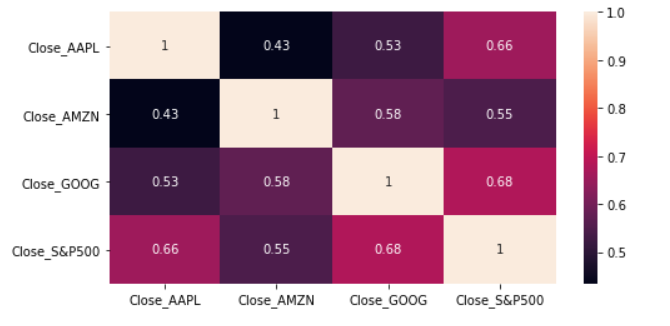 Close_AAPL 1 0.43 0.53 0.66
Close_AMZN 0.43 1 0.58 0.55
Close_GOOG 0.53 0.58 1 0.68
Close_S&P500 0.66 0.55 0.68 1
Close_AAPL Close_AMZN Close_GOOG Close_S&P500
1.0
0.9
0.8
0.7
0.6
0.5